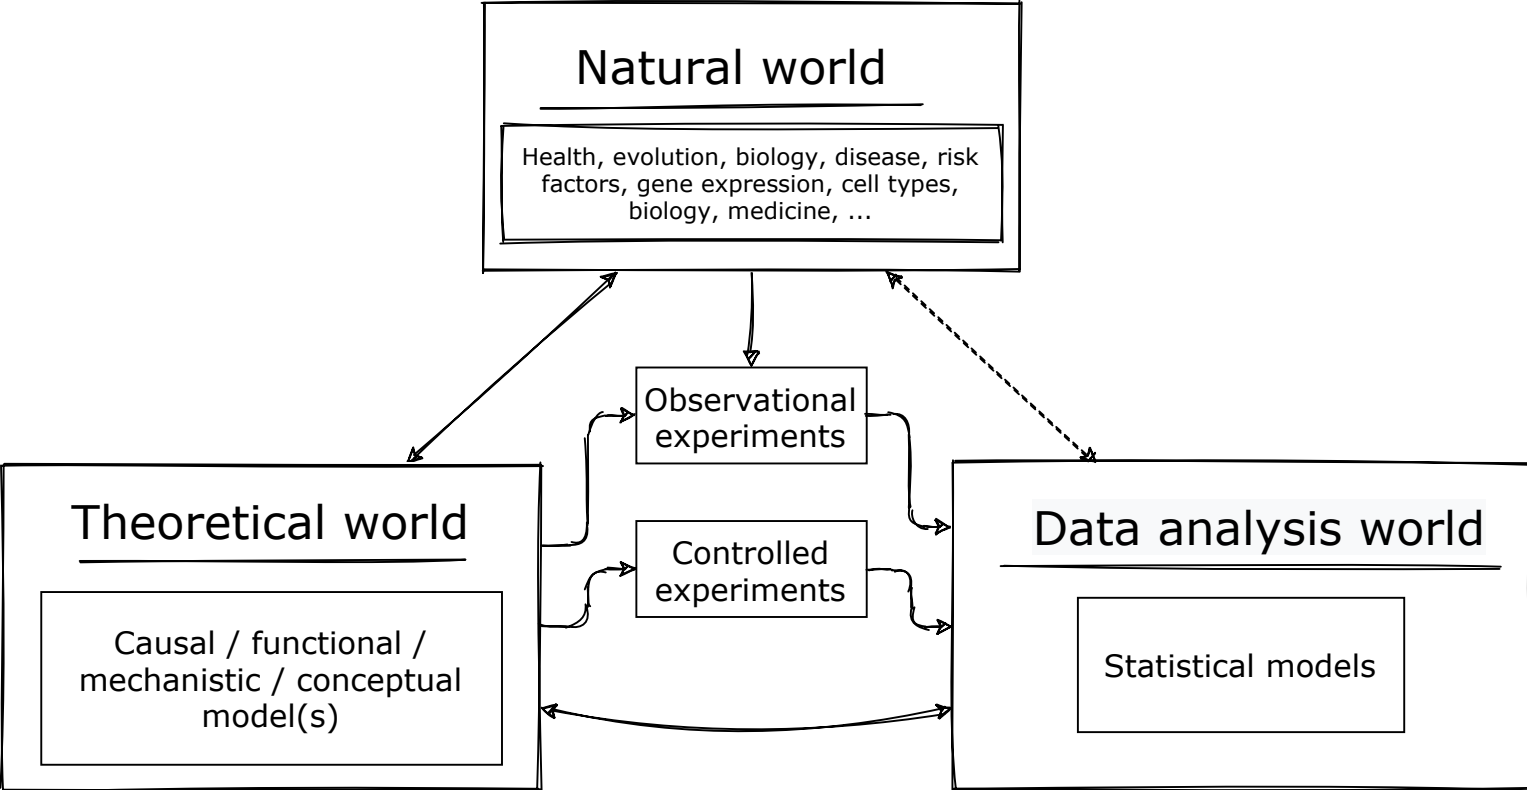 Natural world
Health, evolution, biology, disease, risk
factors, gene expression, cell types,
biology, medicine, ...
Observational
experiments
Theoretical world
Data analysis world
Controlled
experiments
Causal / functional /
mechanistic / conceptual
model(s)
Statistical models